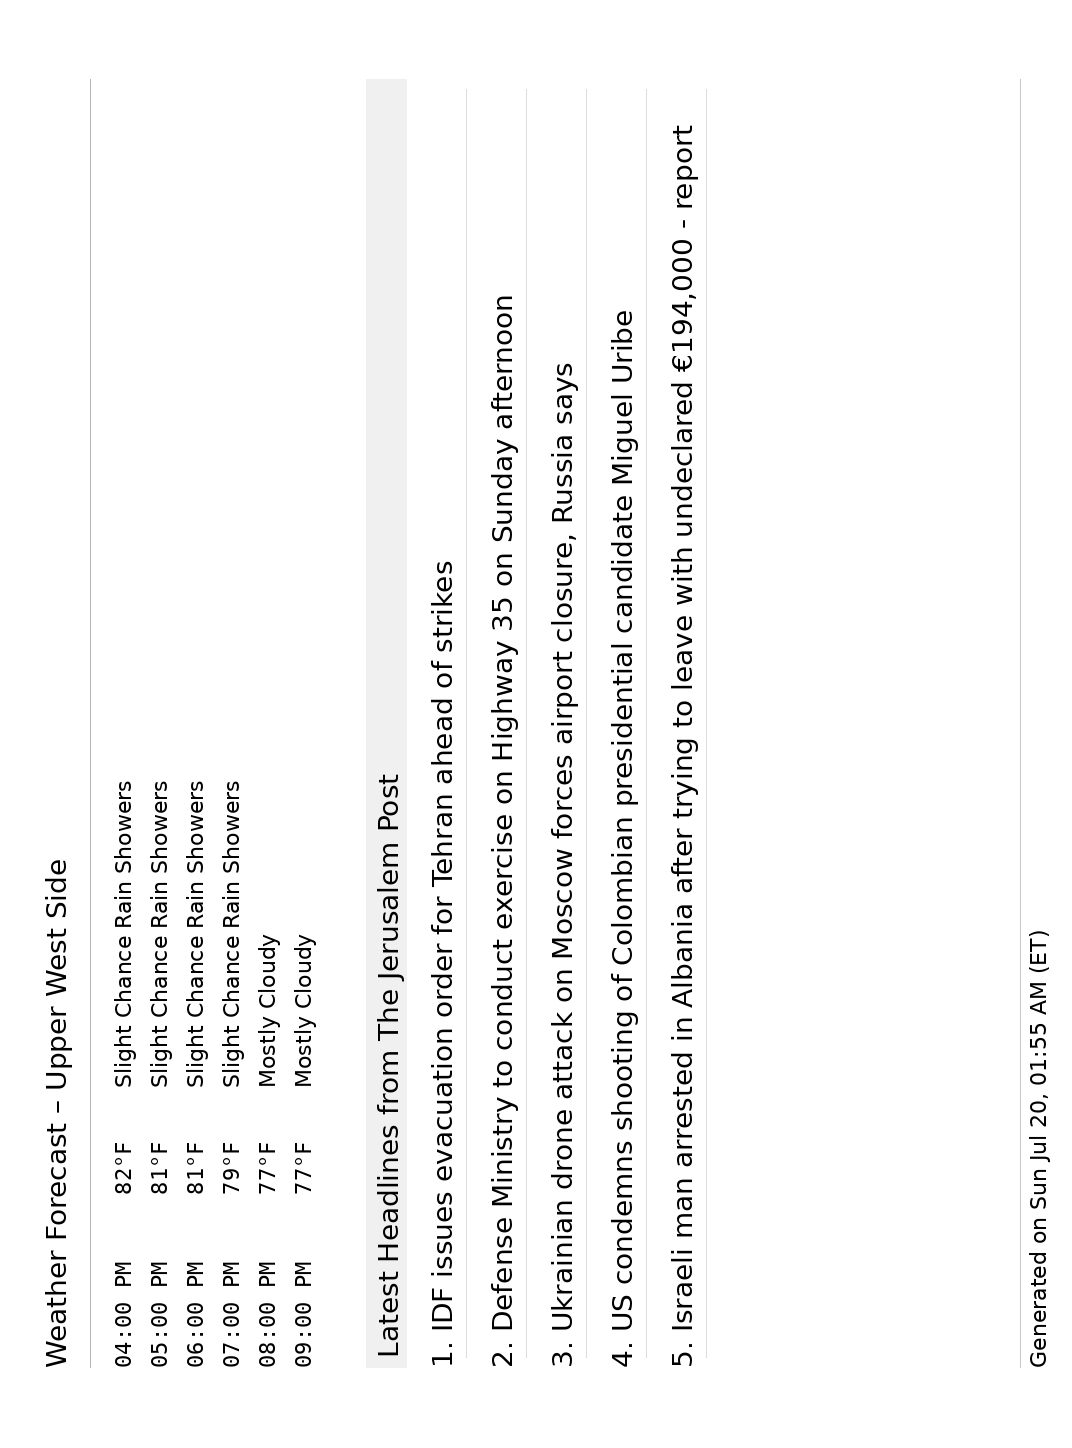 Weather Forecast – Upper West Side
04:00 PM 82°F Slight Chance Rain Showers
05:00 PM 81°F Slight Chance Rain Showers
06:00 PM 81°F Slight Chance Rain Showers
07:00 PM 79°F Slight Chance Rain Showers
08:00 PM 77°F Mostly Cloudy
09:00 PM 77°F Mostly Cloudy
Latest Headlines from The Jerusalem Post
1. IDF issues evacuation order for Tehran ahead of strikes
2. Defense Ministry to conduct exercise on Highway 35 on Sunday afternoon
3. Ukrainian drone attack on Moscow forces airport closure, Russia says
4. US condemns shooting of Colombian presidential candidate Miguel Uribe
5. Israeli man arrested in Albania after trying to leave with undeclared €194,000 - report
Generated on Sun Jul 20, 01:55 AM (ET)